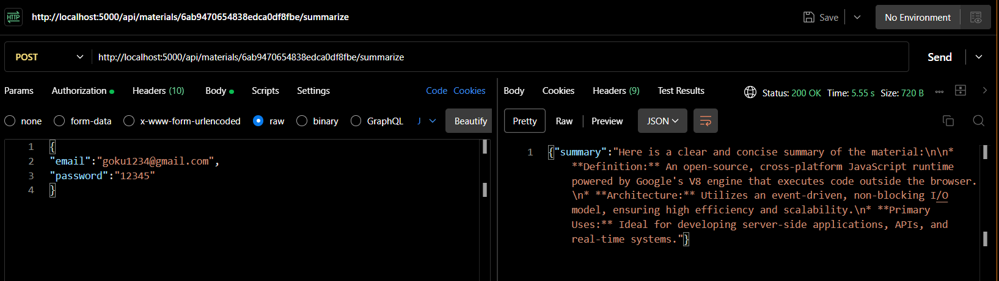 HTTP http://localhost:5000/api/materials/6ab9470654838edca0df8fbe/summarize Save No Environment
POST http://localhost:5000/api/materials/6ab9470654838edca0df8fbe/summarize Send
Params Authorization Headers (10) Body Scripts Settings Code Cookies
none form-data x-www-form-urlencoded raw binary GraphQL J Beautify
1 {
2 "email":"goku1234@gmail.com",
3 "password":"12345"
4 }
Body Cookies Headers (9) Test Results Status: 200 OK Time: 5.55 s Size: 720 B
Pretty Raw Preview JSON
1 {"summary":"Here is a clear and concise summary of the material:\n\n*
**Definition:** An open-source, cross-platform JavaScript runtime
powered by Google's V8 engine that executes code outside the browser.
\n* **Architecture:** Utilizes an event-driven, non-blocking I/O
model, ensuring high efficiency and scalability.\n* **Primary
Uses:** Ideal for developing server-side applications, APIs, and
real-time systems."}